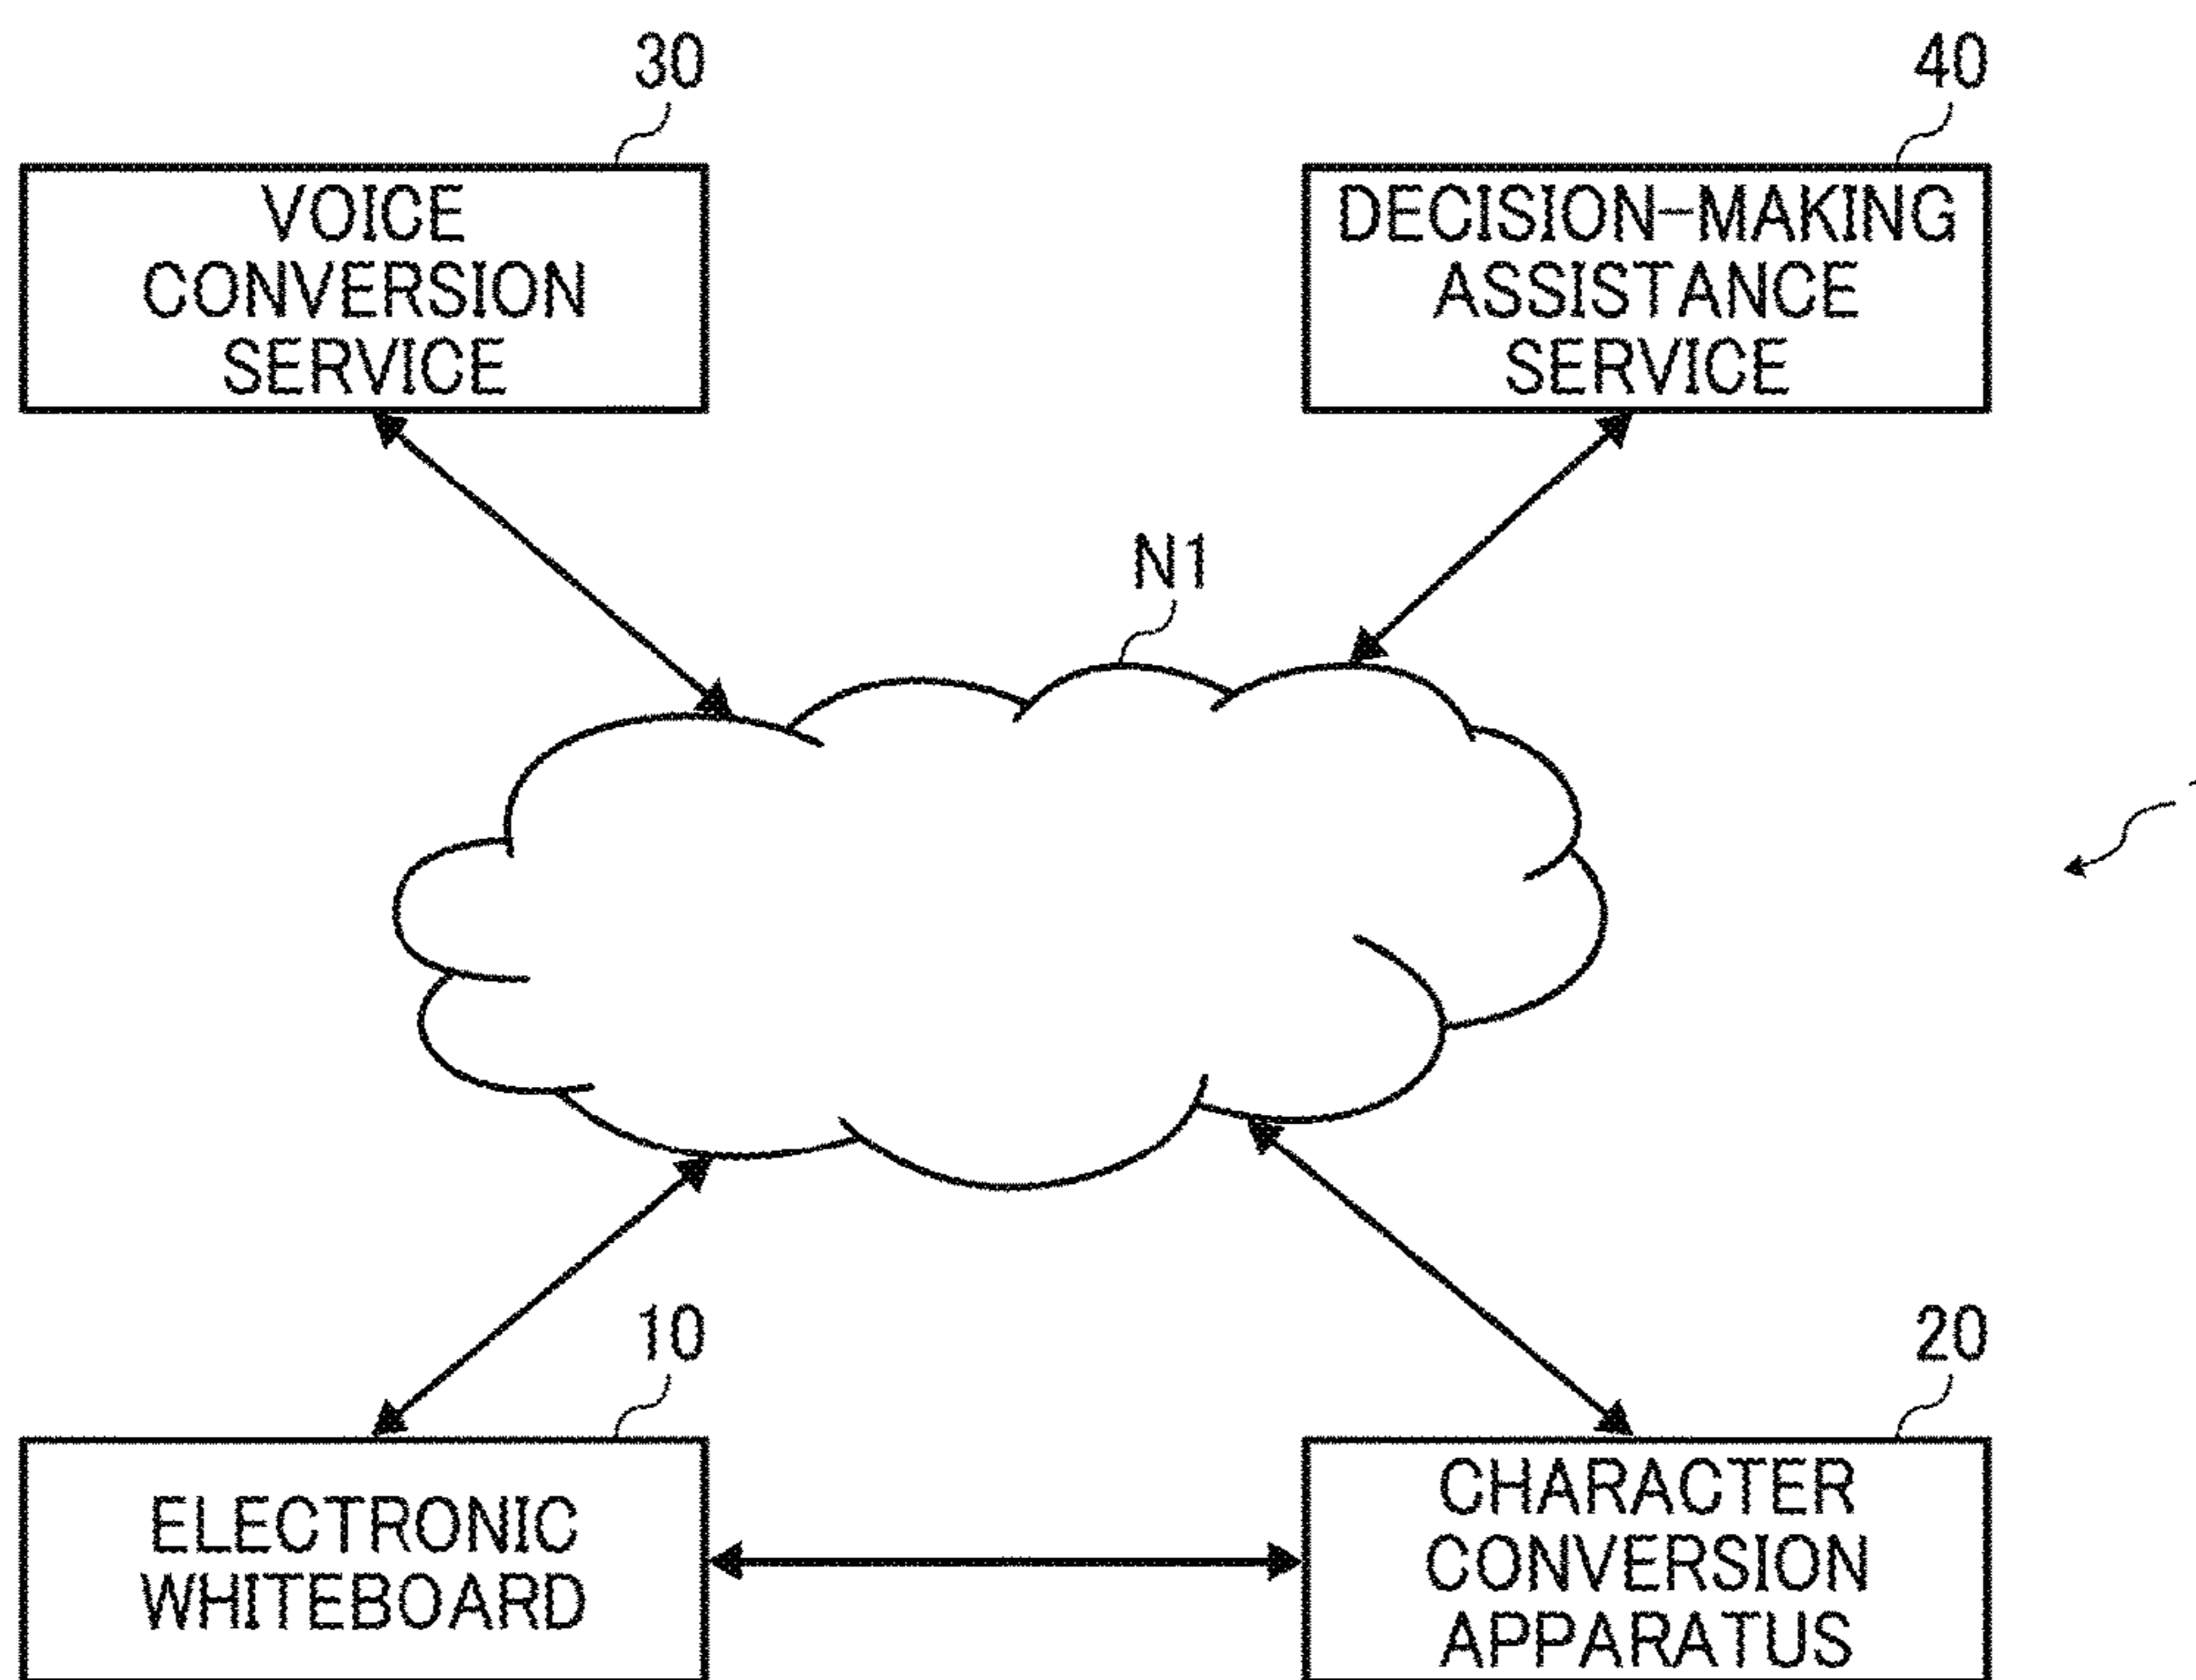 30
VOICE
CONVERSION
SERVICE
40
DECISION-MAKING
ASSISTANCE
SERVICE
N1
10
ELECTRONIC
WHITEBOARD
20
CHARACTER
CONVERSION
APPARATUS